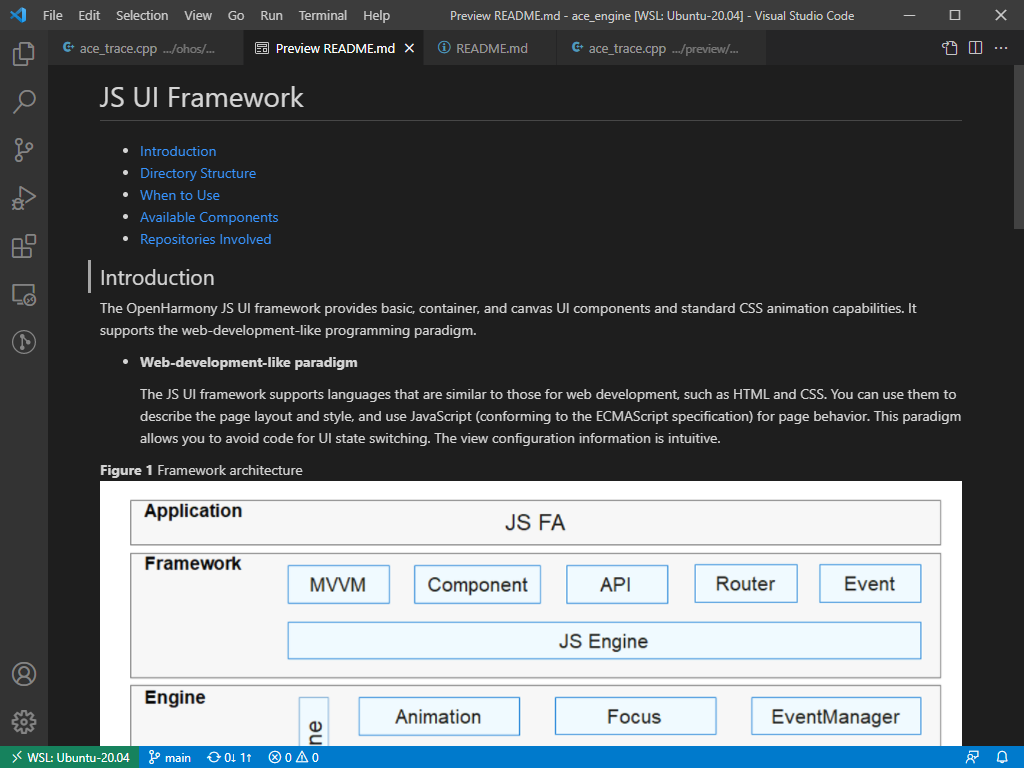 File Edit Selection View Go Run Terminal Help Preview README.md - ace_engine [WSL: Ubuntu-20.04] - Visual Studio Code
ace_trace.cpp .../ohos/... Preview README.md README.md ace_trace.cpp .../preview/...
JS UI Framework
• Introduction
• Directory Structure
• When to Use
• Available Components
• Repositories Involved
Introduction
The OpenHarmony JS UI framework provides basic, container, and canvas UI components and standard CSS animation capabilities. It
supports the web-development-like programming paradigm.
• Web-development-like paradigm
The JS UI framework supports languages that are similar to those for web development, such as HTML and CSS. You can use them to
describe the page layout and style, and use JavaScript (conforming to the ECMAScript specification) for page behavior. This paradigm
allows you to avoid code for UI state switching. The view configuration information is intuitive.
Figure 1 Framework architecture
Application
JS FA
Framework
MVVM Component API Router Event
JS Engine
Engine
Animation Focus EventManager
WSL: Ubuntu-20.04 main 0↓ 1↑ 0 0